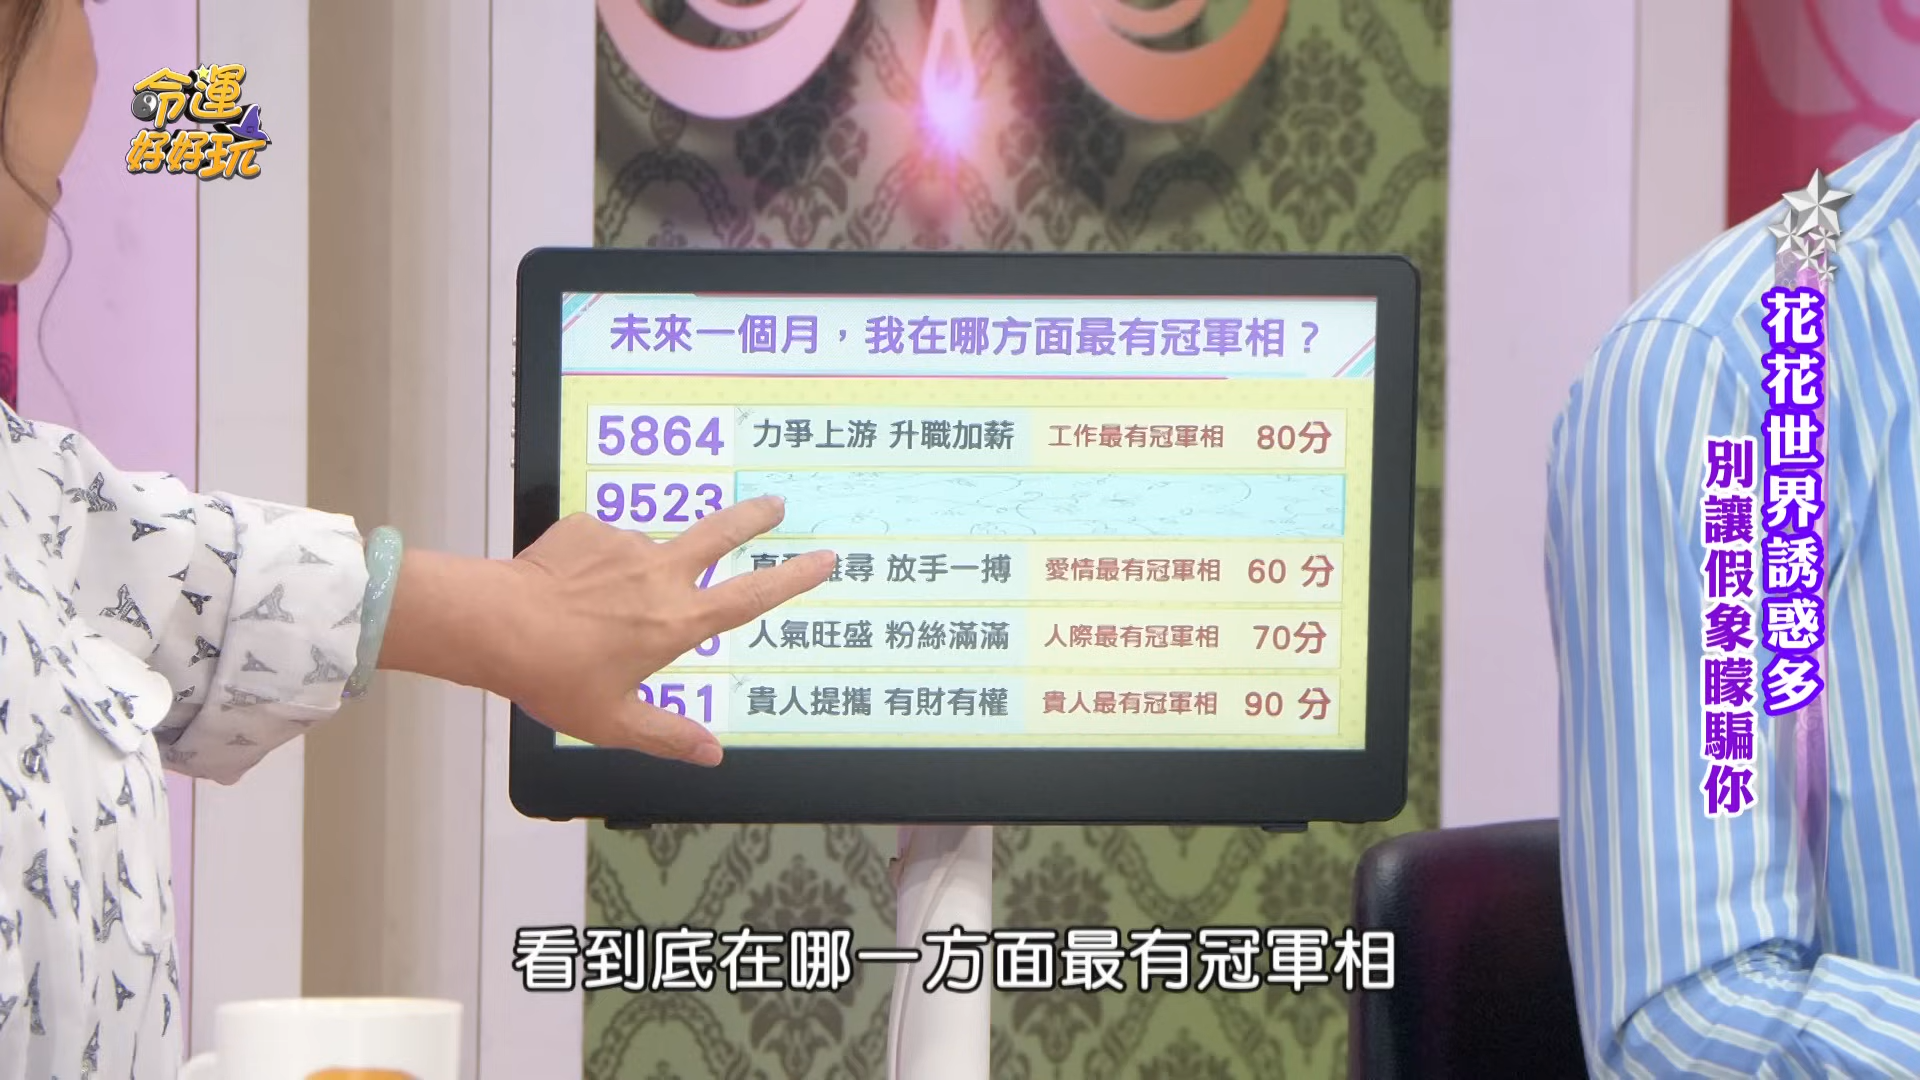 命運
好好玩
未來一個月，我在哪方面最有冠軍相？
5864 力爭上游 升職加薪 工作最有冠軍相 80分
9523
尋 放手一搏 愛情最有冠軍相 60 分
人氣旺盛 粉絲滿滿 人際最有冠軍相 70分
51 貴人提攜 有財有權 貴人最有冠軍相 90 分
花花世界誘惑多
別讓假象矇騙你
看到底在哪一方面最有冠軍相